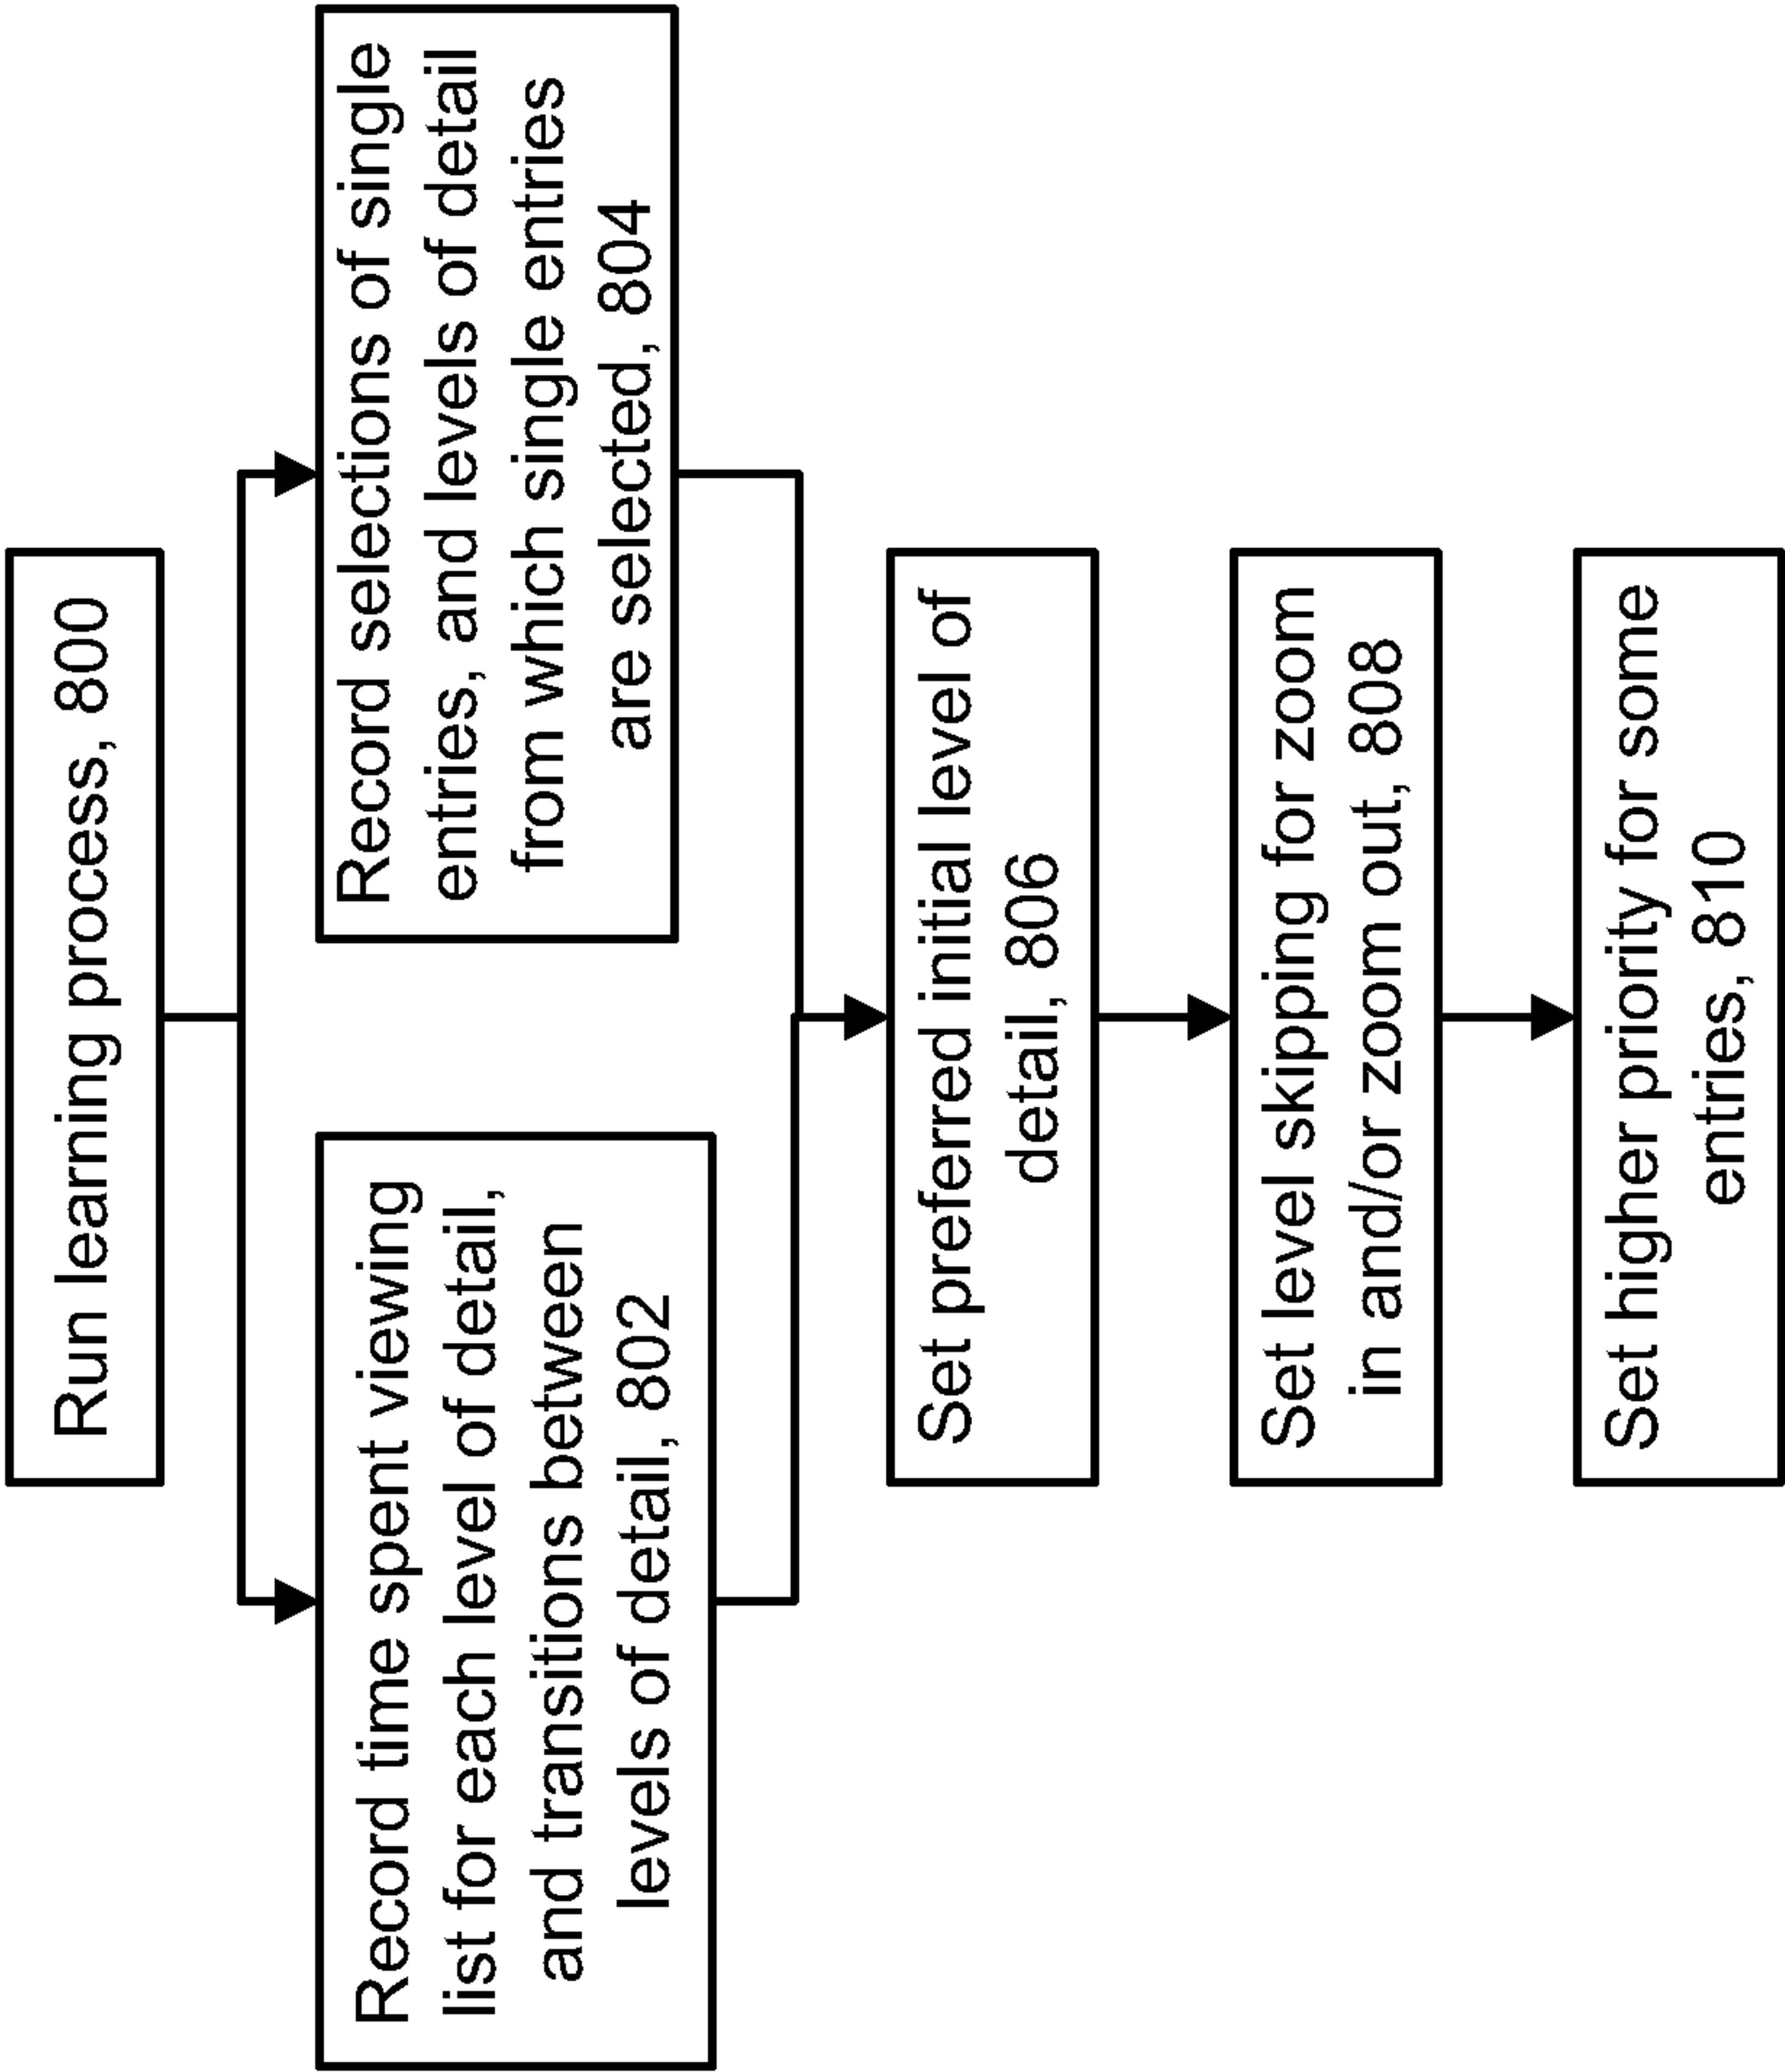 Run learning process, 800
Record time spent viewing
list for each level of detail,
and transitions between
levels of detail, 802
Record selections of single
entries, and levels of detail
from which single entries
are selected, 804
Set preferred initial level of
detail, 806
Set level skipping for zoom
in and/or zoom out, 808
Set higher priority for some
entries, 810